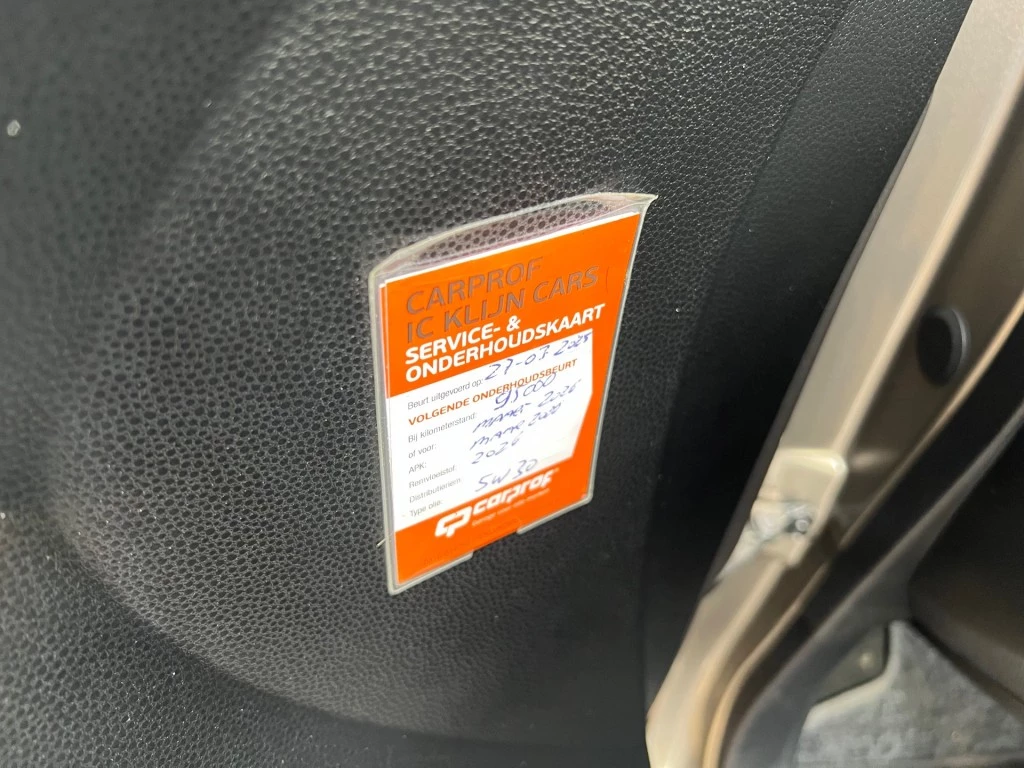 CARPROF
IC KLIJN CARS
SERVICE- &
ONDERHOUDSKAART
Beurt uitgevoerd op: 27-03 2025
VOLGENDE ONDERHOUDSBEURT
Bij kilometerstand: 91000
of voor: MAART 2026
APK: MAART 2026
Remvloeistof: 2026
Distributieriem:
Type olie: 5W30
carprof